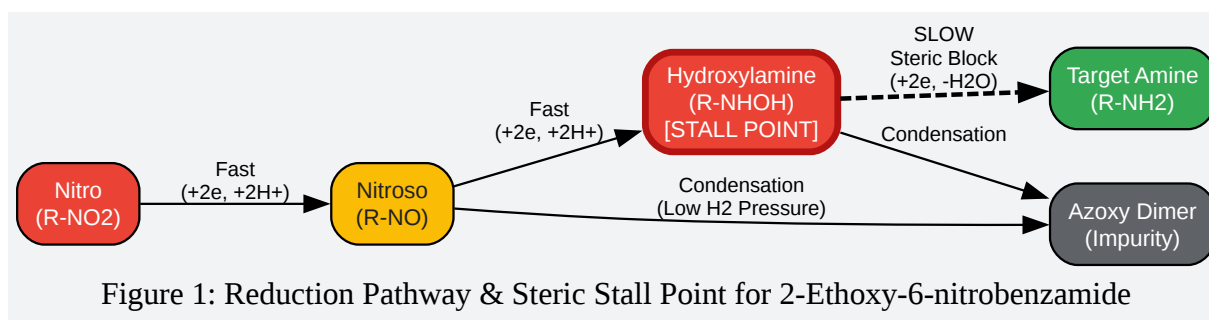 SLOW
Steric Block
(+2e, -H2O)
Hydroxylamine
(R-NHOH)
[STALL POINT]
Target Amine
(R-NH2)
Fast
(+2e, +2H+)
Condensation
Fast
(+2e, +2H+)
Nitro
(R-NO2)
Nitroso
(R-NO)
Condensation
(Low H2 Pressure)
Azoxy Dimer
(Impurity)
Figure 1: Reduction Pathway & Steric Stall Point for 2-Ethoxy-6-nitrobenzamide